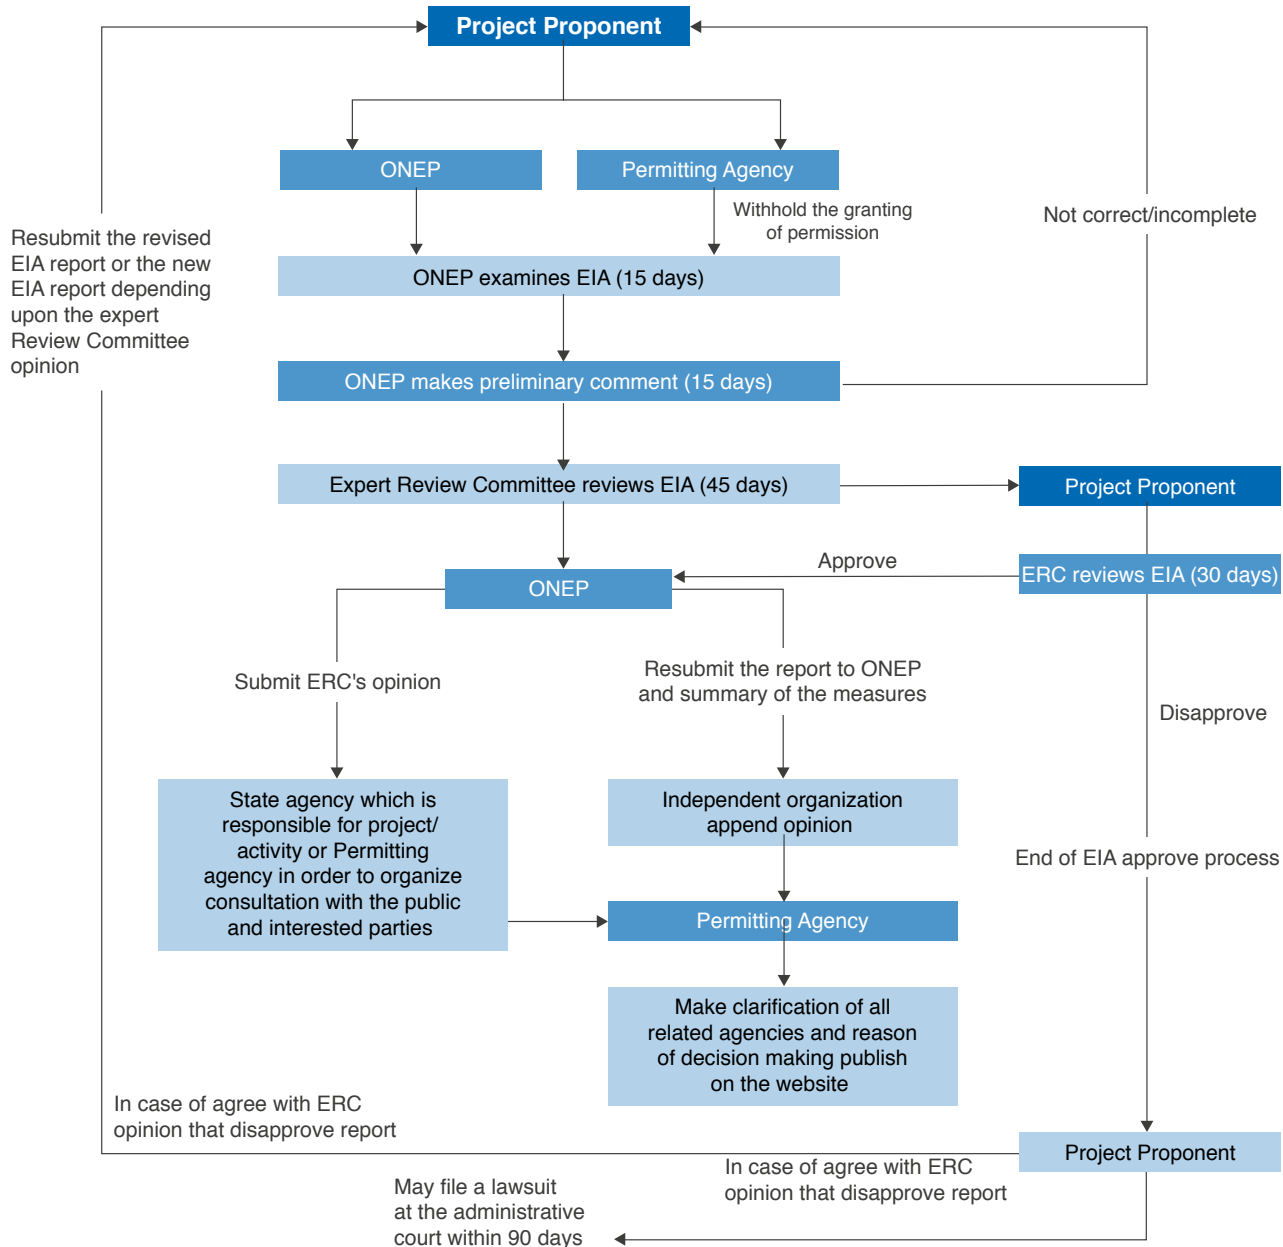 Project Proponent
ONEP
Permitting Agency
Withhold the granting
of permission
Not correct/incomplete
Resubmit the revised
EIA report or the new
EIA report depending
upon the expert
Review Committee
opinion
ONEP examines EIA (15 days)
ONEP makes preliminary comment (15 days)
Expert Review Committee reviews EIA (45 days)
Project Proponent
Approve
ERC reviews EIA (30 days)
ONEP
Submit ERC's opinion
Resubmit the report to ONEP
and summary of the measures
Disapprove
State agency which is
responsible for project/
activity or Permitting
agency in order to organize
consultation with the public
and interested parties
Independent organization
append opinion
End of EIA approve process
Permitting Agency
Make clarification of all
related agencies and reason
of decision making publish
on the website
In case of agree with ERC
opinion that disapprove report
Project Proponent
In case of agree with ERC
opinion that disapprove report
May file a lawsuit
at the administrative
court within 90 days